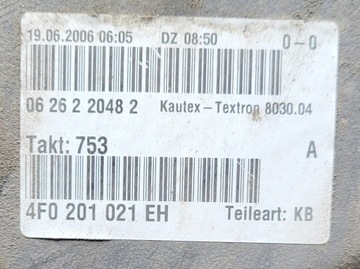 19.06.2006 06:05 DZ 08:50 0-0
06 26 2 2048 2 Kautex-Textron 8030.04
Takt: 753 A
4F0 201 021 EH Teileart: KB